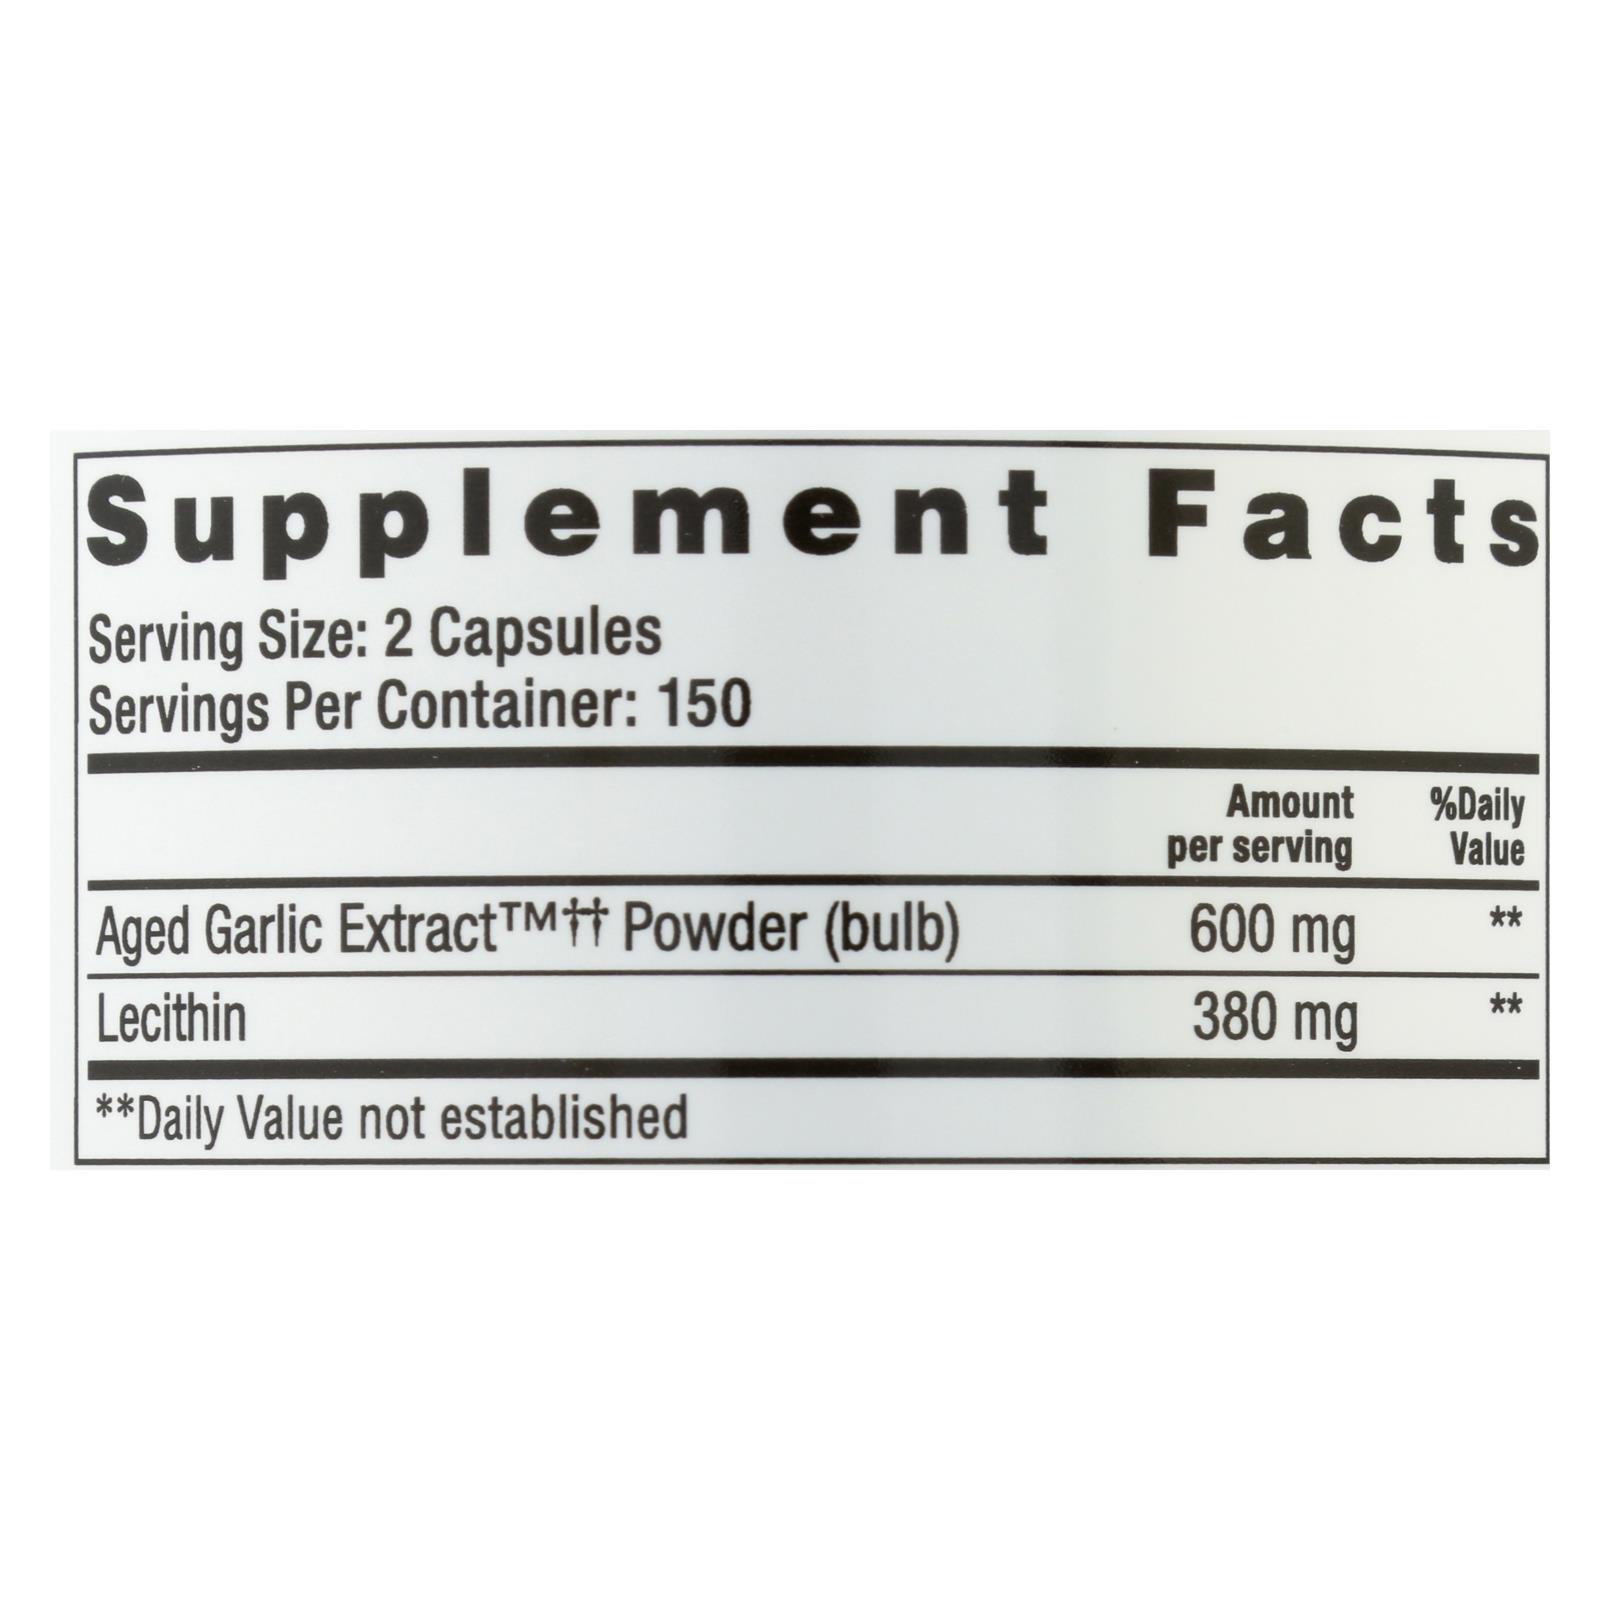 Supplement Facts
Serving Size: 2 Capsules
Servings Per Container: 150
Amount per serving %Daily Value
Aged Garlic Extract™†† Powder (bulb) 600 mg **
Lecithin 380 mg **
**Daily Value not established